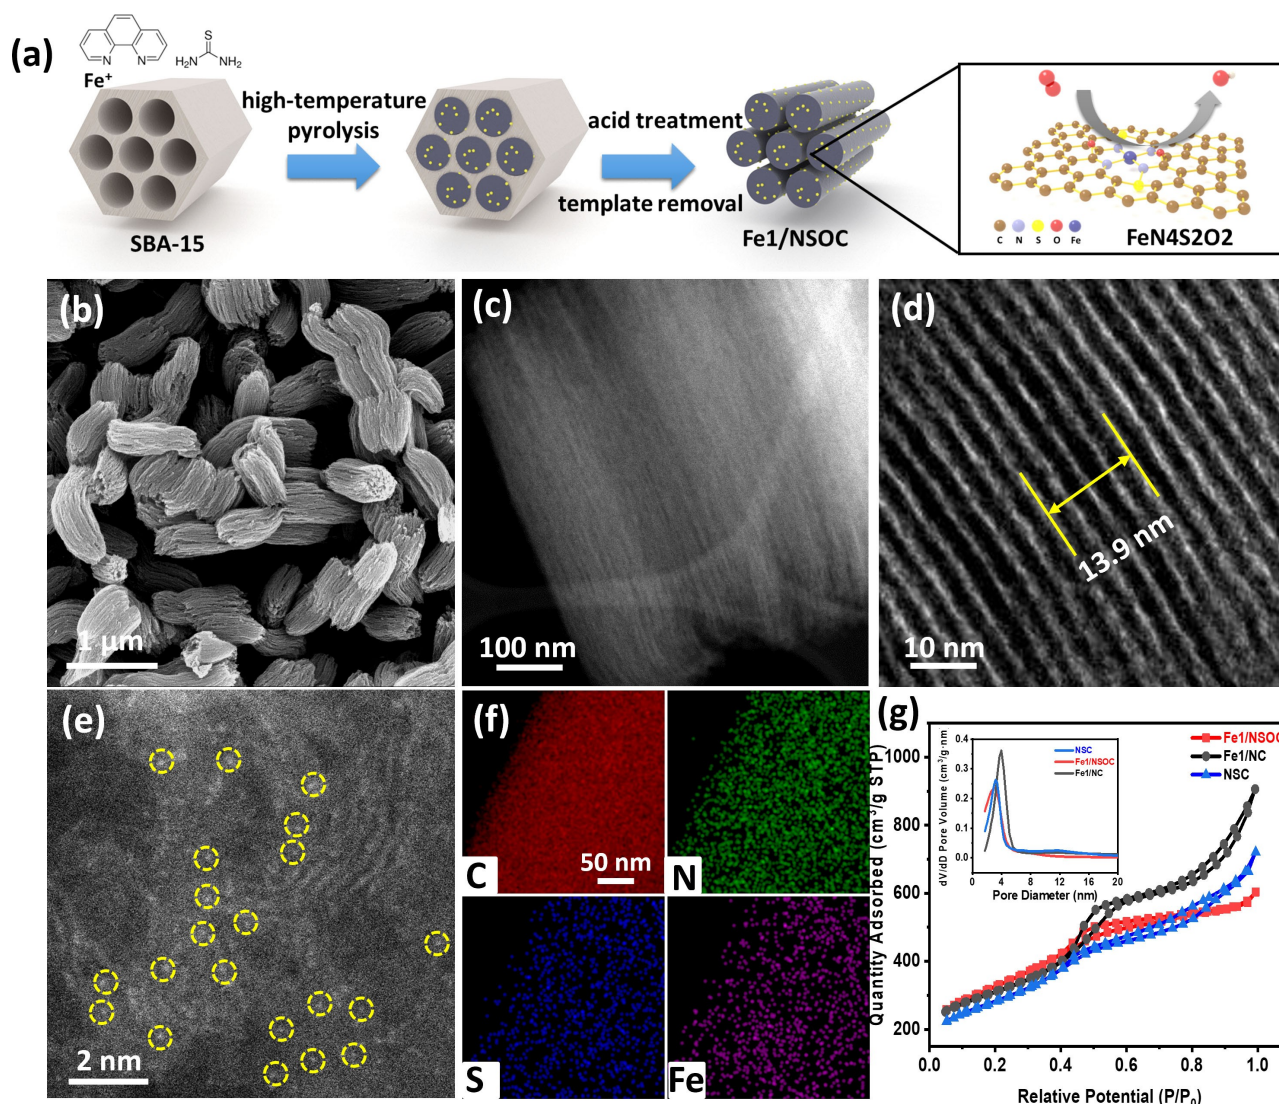 (a)
N
N
S
H₂N
NH₂
Fe⁺
high-temperature
pyrolysis
acid treatment
template removal
SBA-15
Fe1/NSOC
C N S O Fe
FeN4S2O2
(b)
1 μm
(c)
100 nm
(d)
13.9 nm
10 nm
(e)
2 nm
(f)
C
50 nm
N
S
Fe
(g)
Quantity Adsorbed (cm³/g STP)
1000
800
600
400
200
0.0 0.2 0.4 0.6 0.8 1.0
Relative Potential (P/P₀)
Fe1/NSOC
Fe1/NC
NSC
dV/dD Pore Volume (cm³/g·nm)
0.4
0.3
0.2
0.1
0.0
0 4 8 12 16 20
Pore Diameter (nm)
NSC
Fe1/NSOC
Fe1/NC